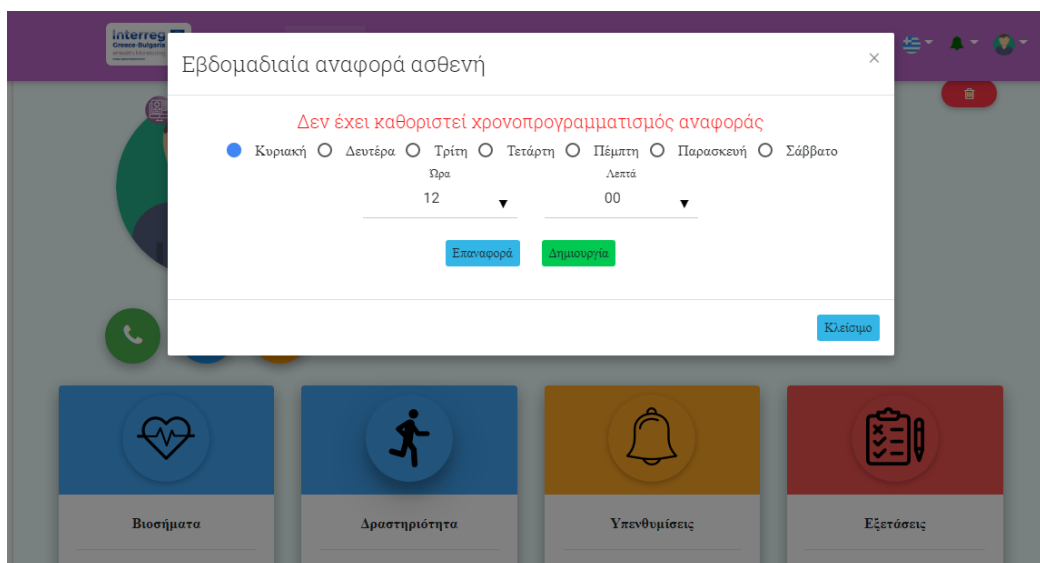 Interreg
Greece-Bulgaria
Εβδομαδιαία αναφορά ασθενή
×
Δεν έχει καθοριστεί χρονοπρογραμματισμός αναφοράς
Κυριακή Δευτέρα Τρίτη Τετάρτη Πέμπτη Παρασκευή Σάββατο
Ώρα Λεπτά
12 00
Επαναφορά Δημιουργία
Κλείσιμο
Βιοσήματα Δραστηριότητα Υπενθυμίσεις Εξετάσεις